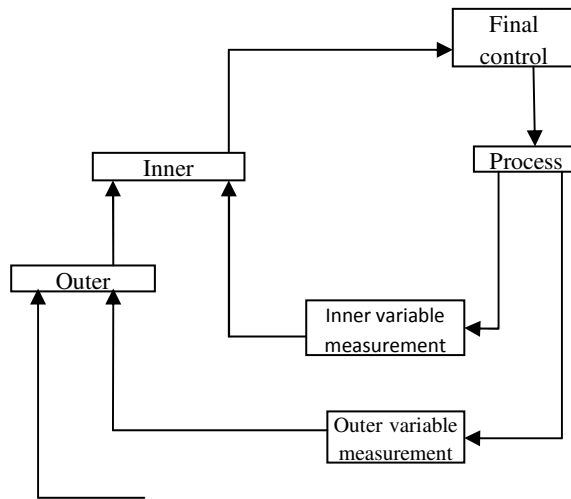 Final
control
Process
Inner
Outer
Inner variable
measurement
Outer variable
measurement